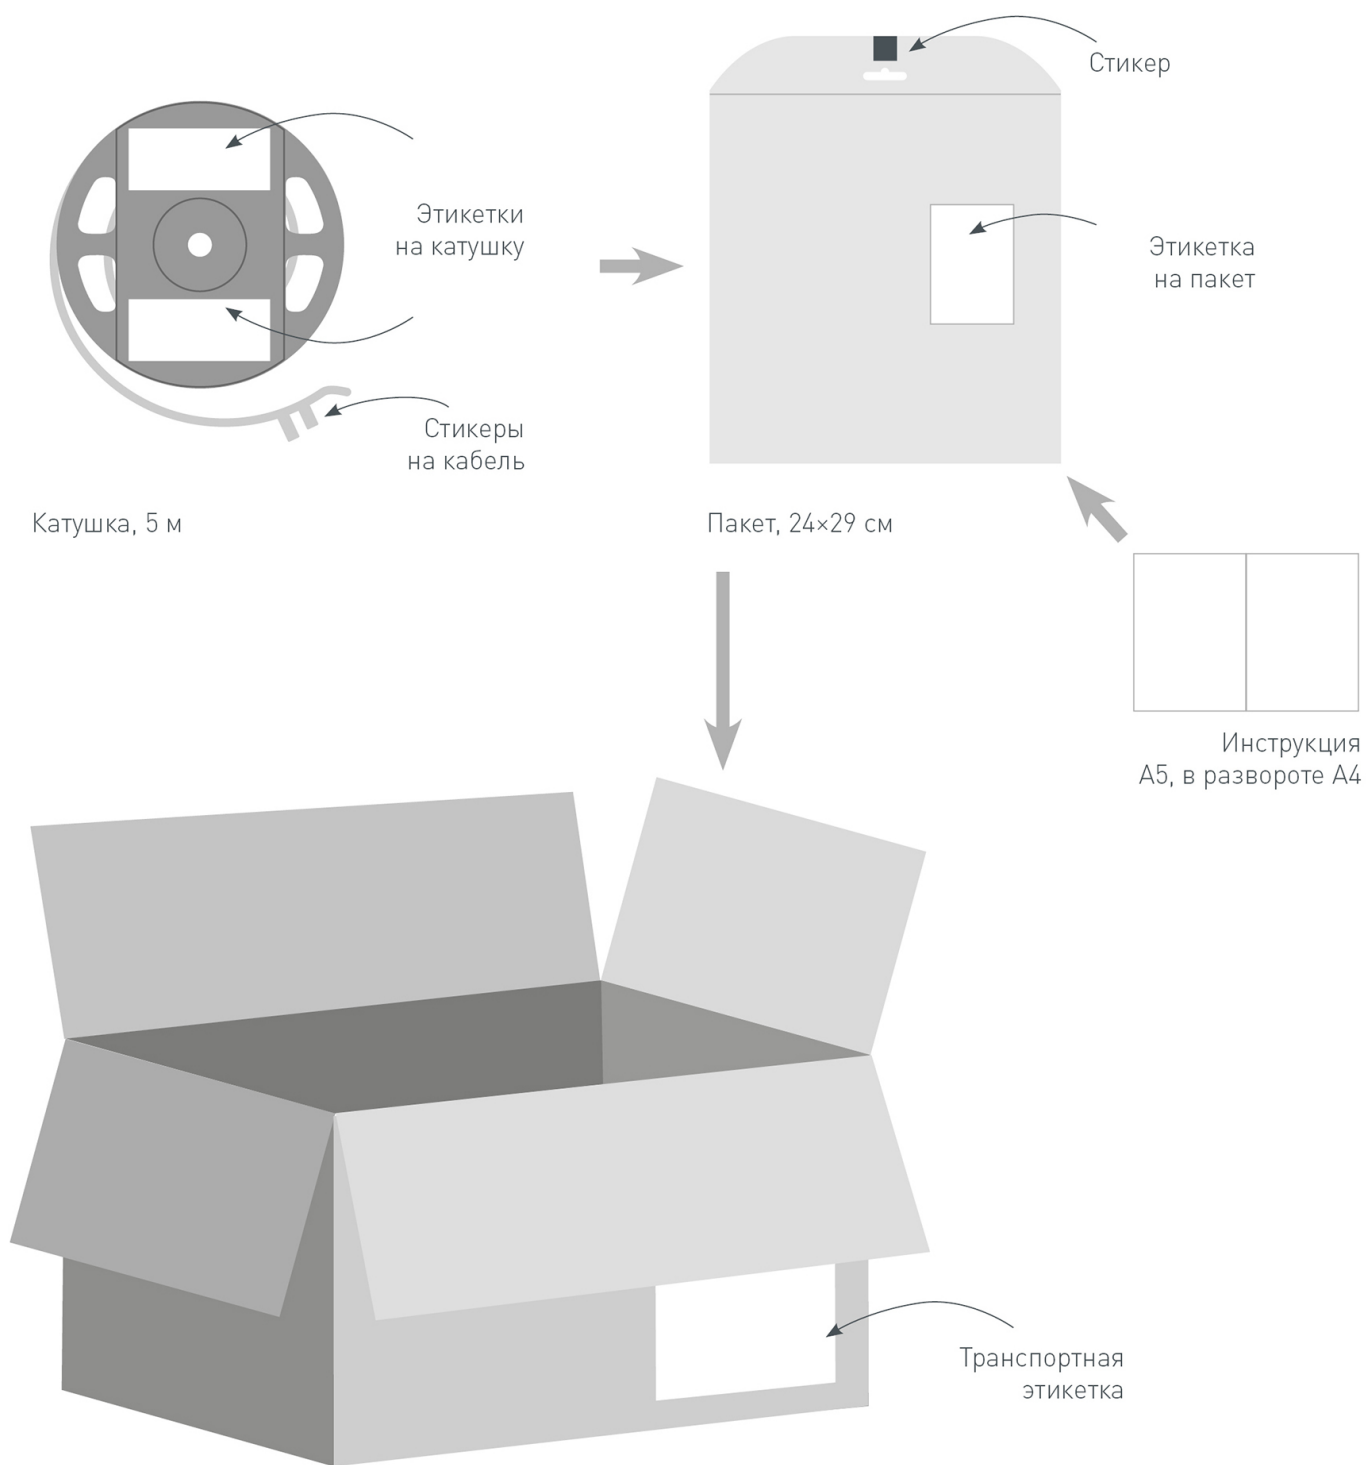 Стикер
Этикетки
на катушку
Этикетка
на пакет
Стикеры
на кабель
Катушка, 5 м
Пакет, 24×29 см
Инструкция
А5, в развороте А4
Транспортная
этикетка